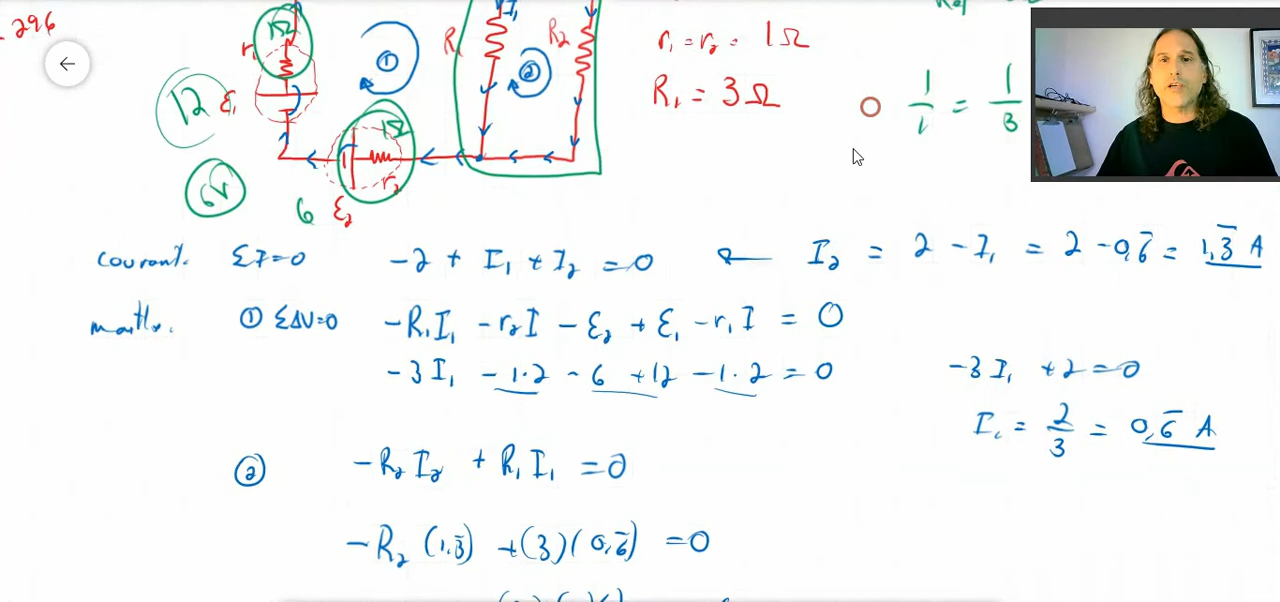 296
1Ω
r₁
12
ε₁
①
R₁
I₁
②
R₂
r₁ = r₂ = 1Ω
R₁ = 3Ω
1/i = 1/3
1Ω
r₂
6V
6 ε₂
courant. ΣI=0 -2 + I₁ + I₂ = 0 ← I₂ = 2 - I₁ = 2 - 0,6̅ = 1,3̅ A
① ΣΔV=0 -R₁I₁ - r₂I - ε₂ + ε₁ - r₁I = 0
-3I₁ - 1·2 - 6 + 12 - 1·2 = 0
-3I₁ + 2 = 0
I₁ = 2/3 = 0,6̅ A
② -R₂I₂ + R₁I₁ = 0
-R₂ (1,3̅) + (3)(0,6̅) = 0